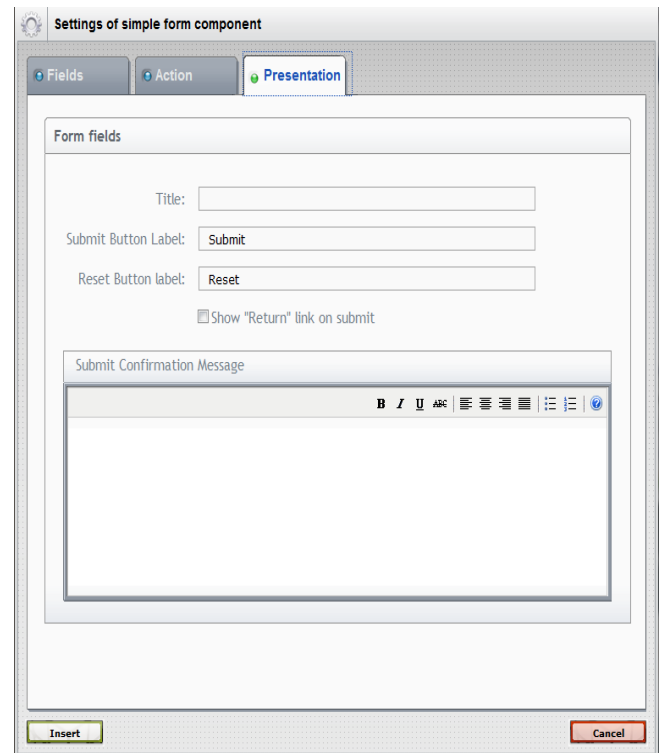 Settings of simple form component
Fields Action Presentation
Form fields
Title:
Submit Button Label: Submit
Reset Button label: Reset
Show "Return" link on submit
Submit Confirmation Message
B I U ABC
Insert Cancel